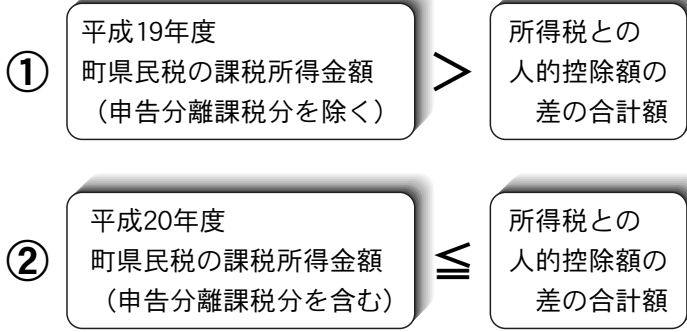 ①
平成19年度
町県民税の課税所得金額
（申告分離課税分を除く）
＞
所得税との
人的控除額の
差の合計額
②
平成20年度
町県民税の課税所得金額
（申告分離課税分を含む）
≦
所得税との
人的控除額の
差の合計額